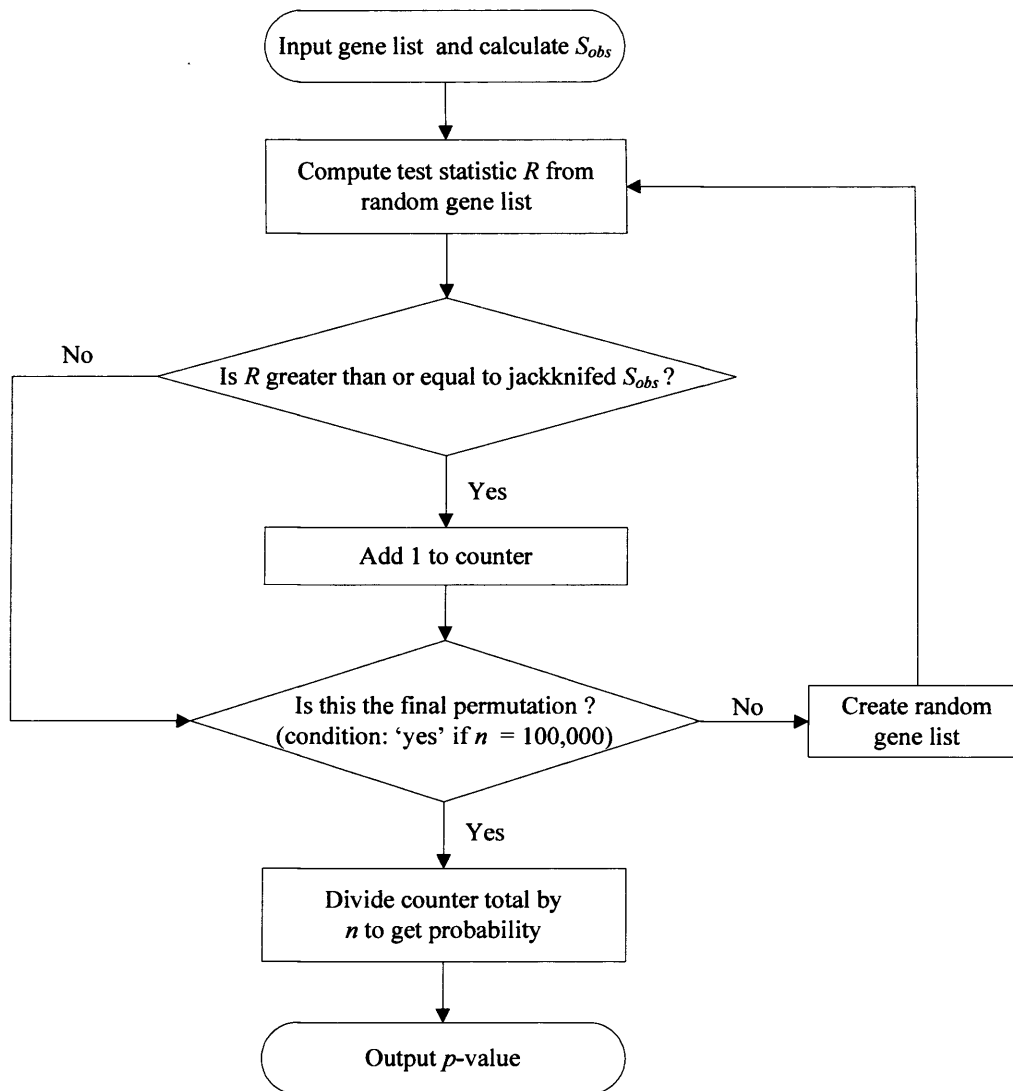 Input gene list and calculate Sobs
Compute test statistic R from
random gene list
No
Is R greater than or equal to jackknifed Sobs ?
Yes
Add 1 to counter
Is this the final permutation ?
(condition: ‘yes’ if n = 100,000)
No
Create random
gene list
Yes
Divide counter total by
n to get probability
Output p-value